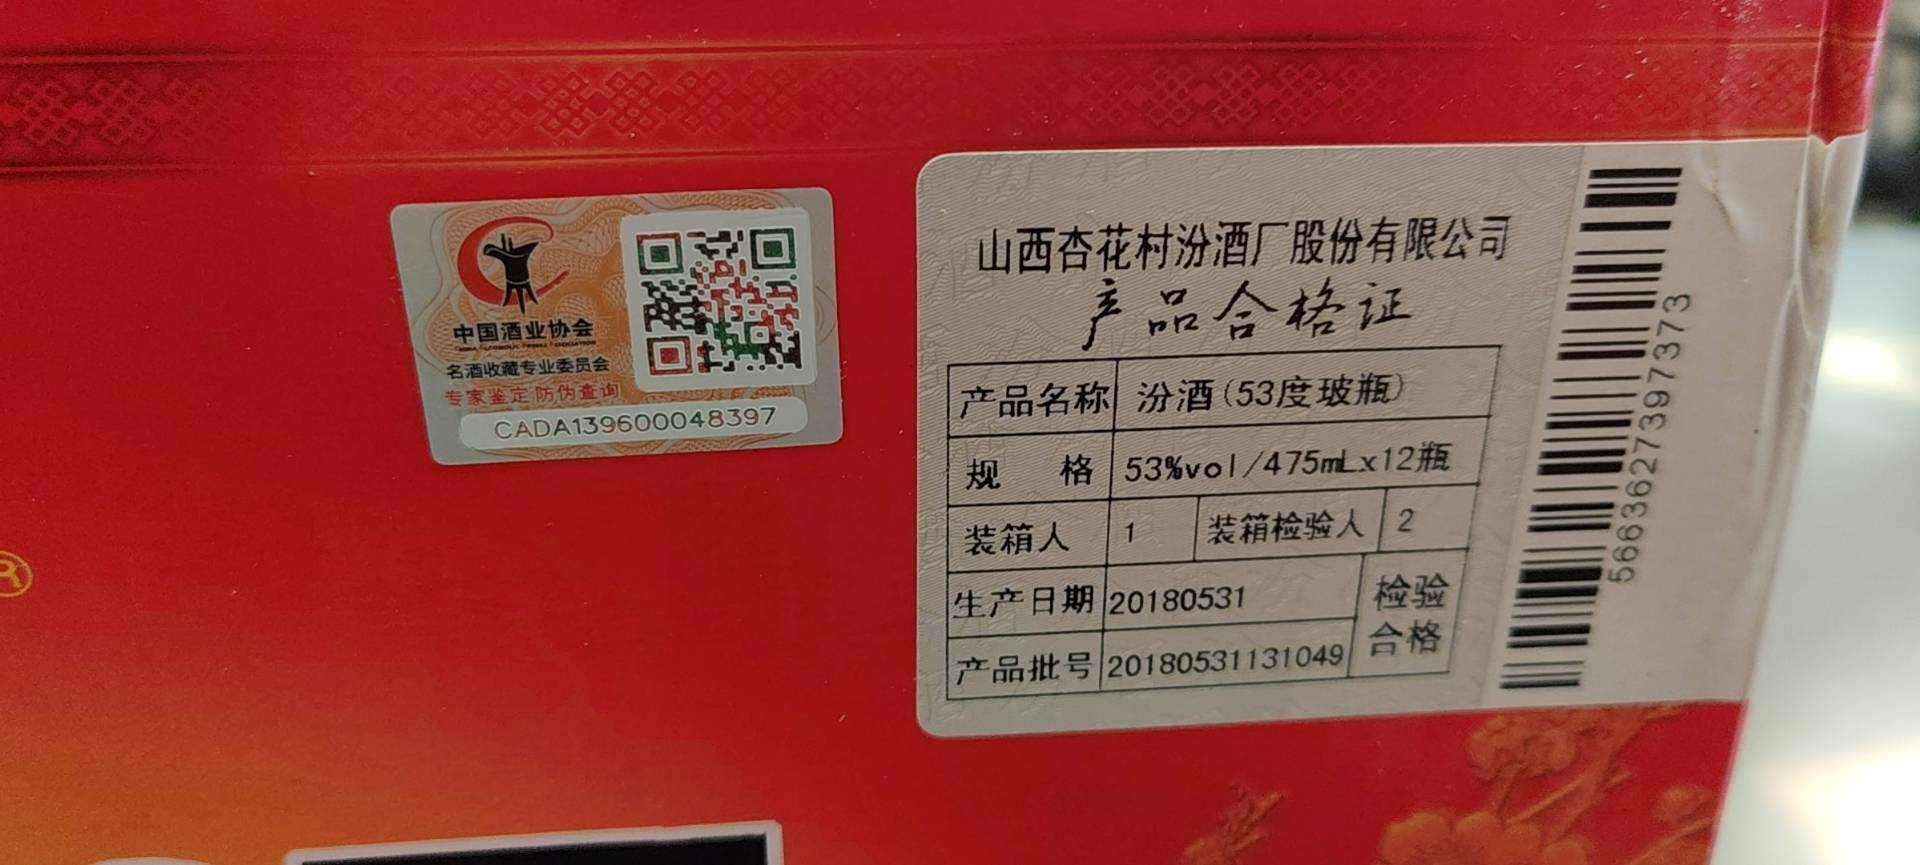 中国酒业协会
CHINA ALCOHOLIC DRINKS ASSOCIATION
名酒收藏专业委员会
专家鉴定 防伪查询
CADA139600048397
山西杏花村汾酒厂股份有限公司
产品合格证
产品名称 汾酒(53度玻瓶)
规 格 53%vol/475mLx12瓶
装箱人 1 装箱检验人 2
生产日期 20180531
检验
合格
产品批号 20180531131049
5663627397373
®